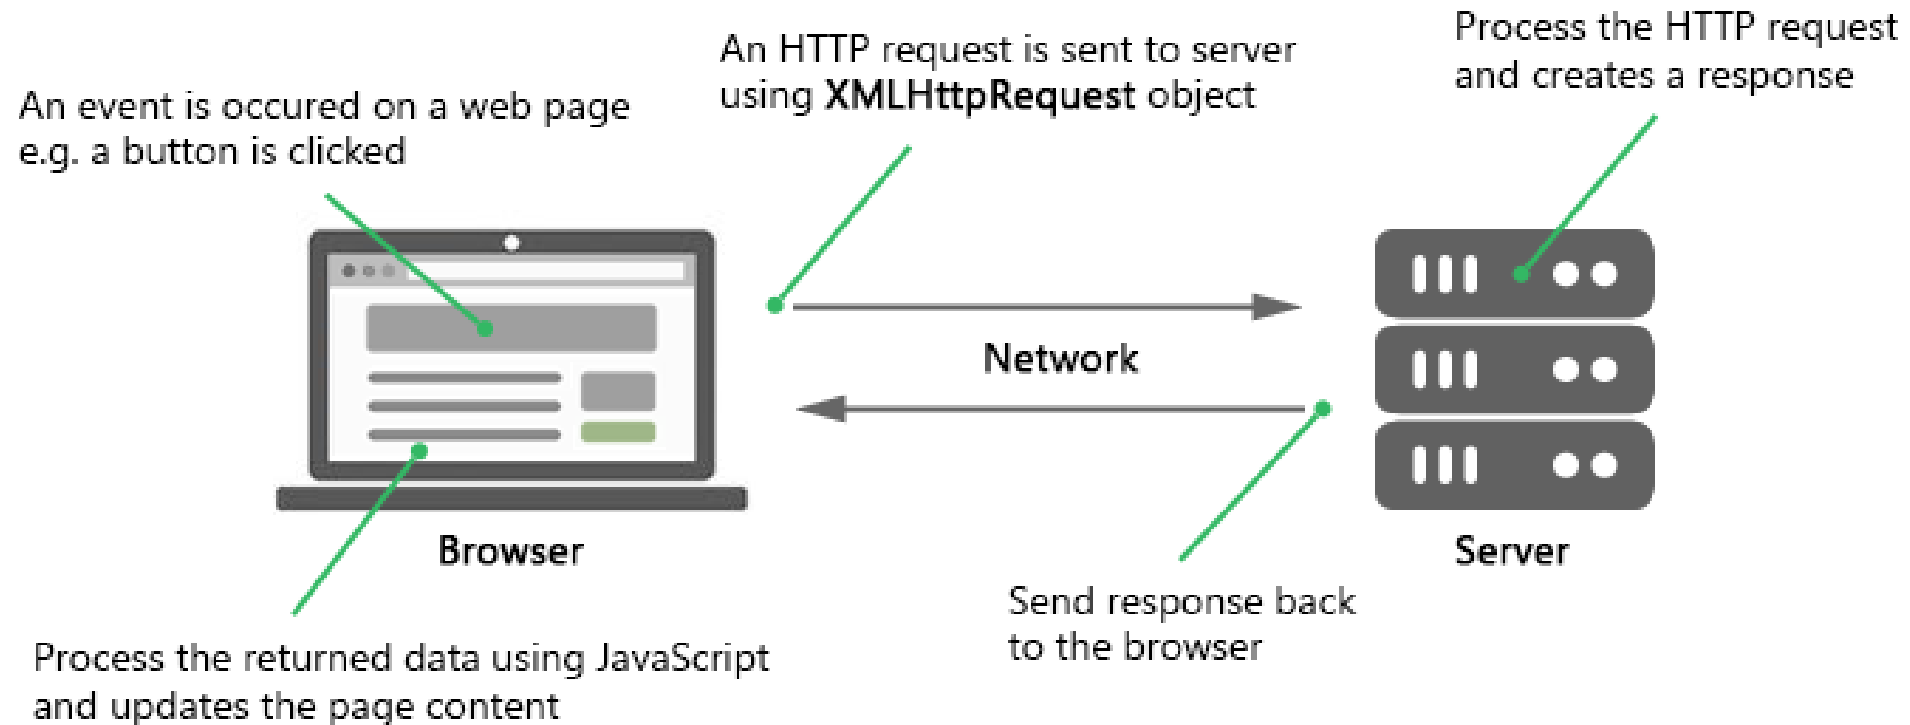 An event is occured on a web page
e.g. a button is clicked
An HTTP request is sent to server
using XMLHttpRequest object
Process the HTTP request
and creates a response
Network
Browser
Server
Send response back
to the browser
Process the returned data using JavaScript
and updates the page content